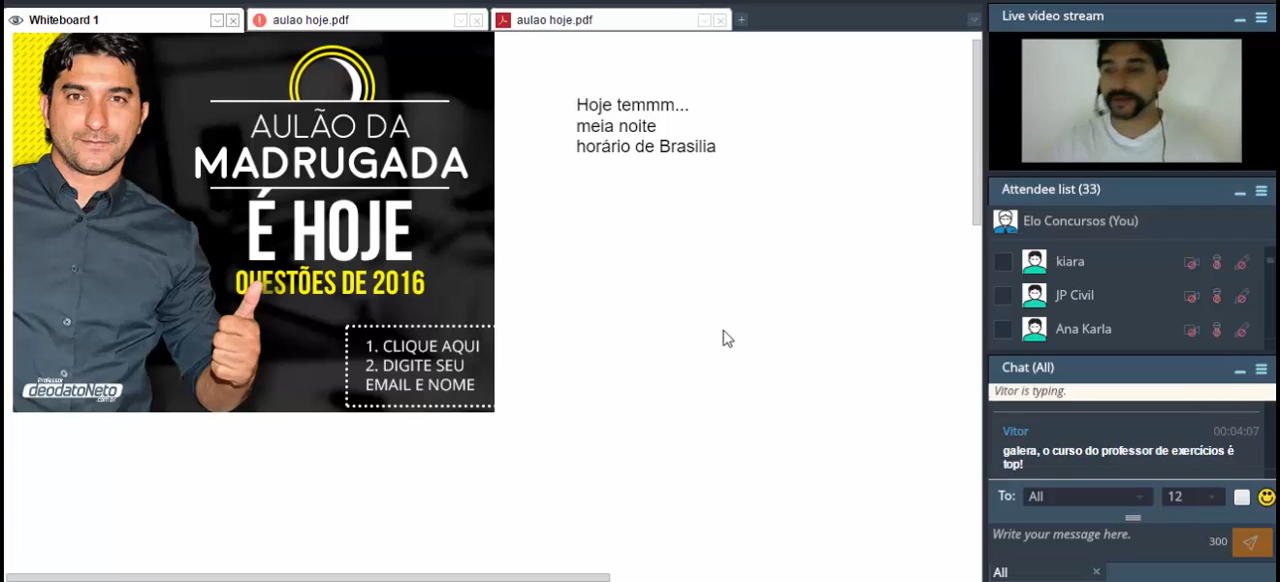 Whiteboard 1
aulao hoje.pdf
aulao hoje.pdf
AULÃO DA
MADRUGADA
É HOJE
QUESTÕES DE 2016
1. CLIQUE AQUI
2. DIGITE SEU
EMAIL E NOME
Professor
deodatoNeto
.com.br
Hoje temmm...
meia noite
horário de Brasilia
Live video stream
Attendee list (33)
Elo Concursos (You)
kiara
JP Civil
Ana Karla
Chat (All)
Vitor is typing.
Vitor 00:04:07
galera, o curso do professor de exercícios é
top!
To: All 12
Write your message here.
300
All